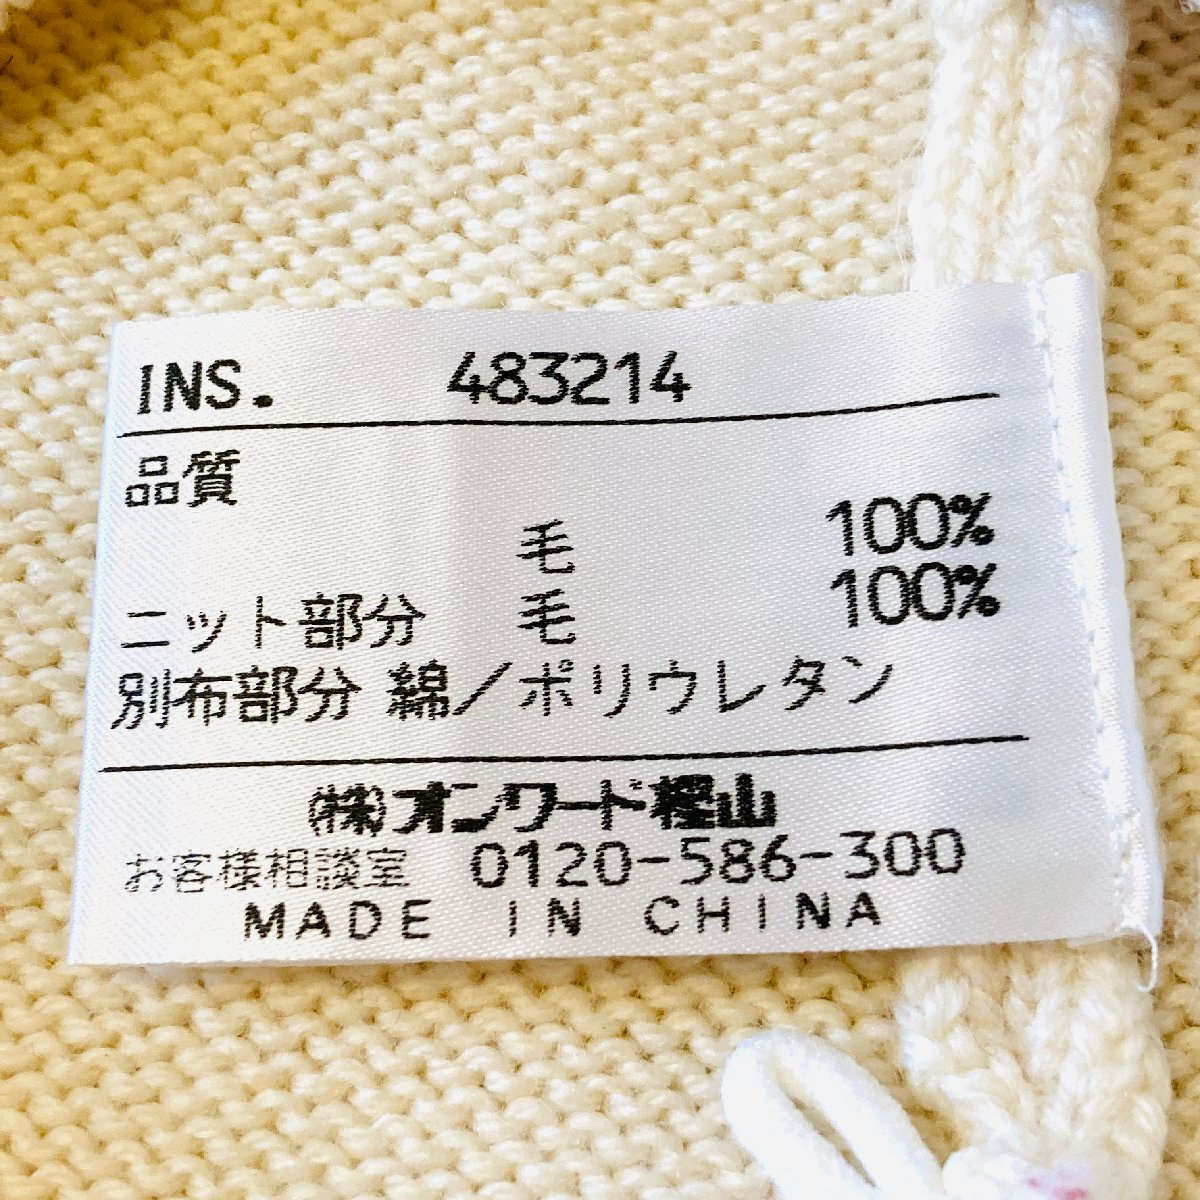 INS. 483214
品質
毛 100%
ニット部分 毛 100%
別布部分 綿/ポリウレタン
(株)オンワード樫山
お客様相談室 0120-586-300
MADE IN CHINA